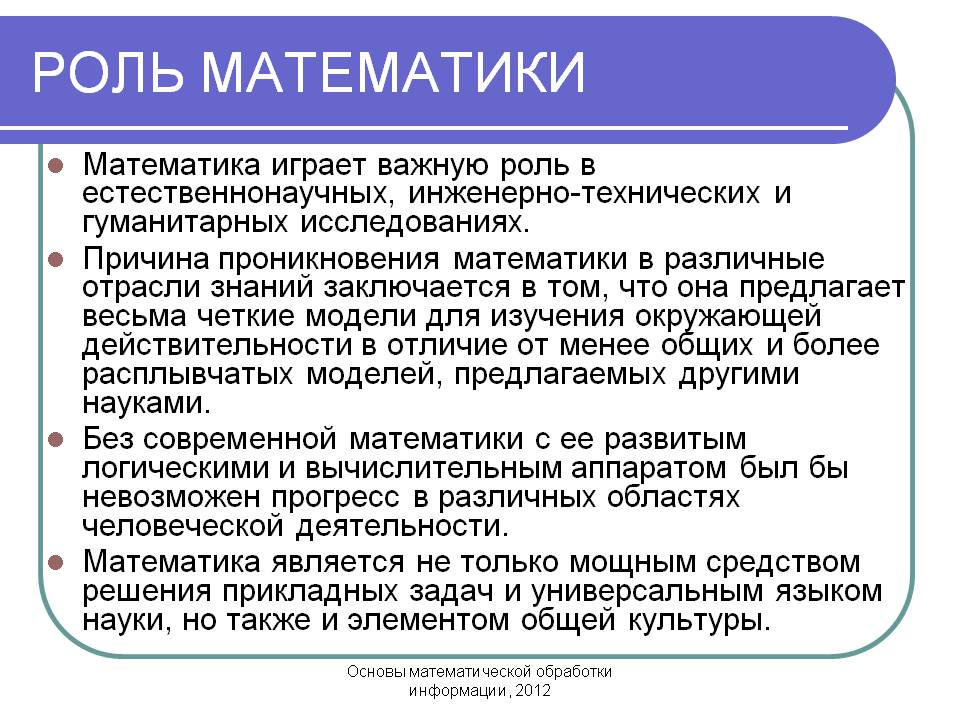 РОЛЬ МАТЕМАТИКИ
Математика играет важную роль в
естественнонаучных, инженерно-технических и
гуманитарных исследованиях.
Причина проникновения математики в различные
отрасли знаний заключается в том, что она предлагает
весьма четкие модели для изучения окружающей
действительности в отличие от менее общих и более
расплывчатых моделей, предлагаемых другими
науками.
Без современной математики с ее развитым
логическими и вычислительным аппаратом был бы
невозможен прогресс в различных областях
человеческой деятельности.
Математика является не только мощным средством
решения прикладных задач и универсальным языком
науки, но также и элементом общей культуры.
Основы математической обработки
информации, 2012